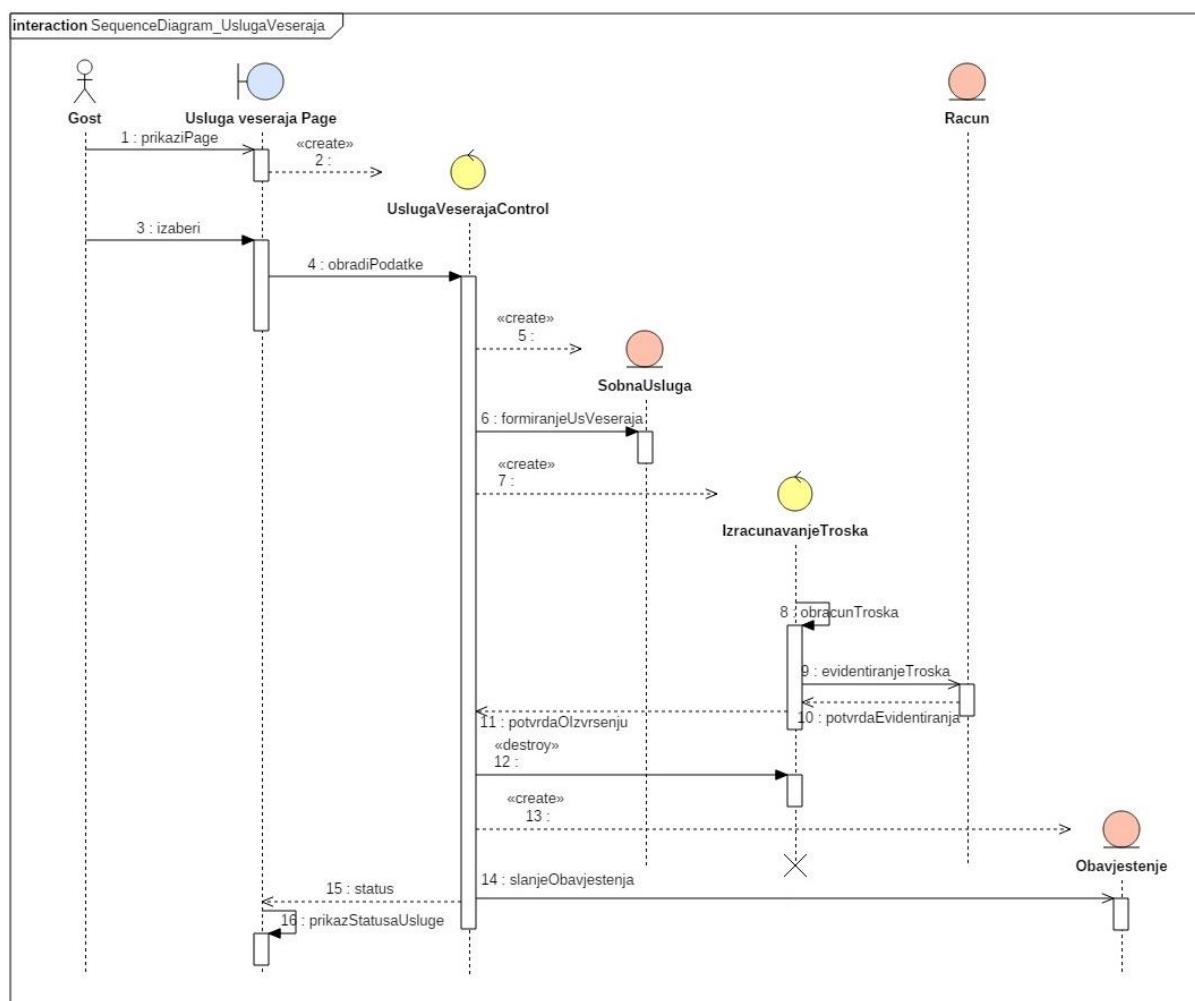 interaction SequenceDiagram_UslugaVeseraja
Gost
Usluga veseraja Page
Racun
1 : prikaziPage
«create»
2 :
UslugaVeserajaControl
3 : izaberi
4 : obradiPodatke
«create»
5 :
SobnaUsluga
6 : formiranjeUsVeseraja
«create»
7 :
IzracunavanjeTroska
8 : obracunTroska
9 : evidentiranjeTroska
10 : potvrdaEvidentiranja
11 : potvrdaOIzvrsenju
«destroy»
12 :
«create»
13 :
Obavjestenje
14 : slanjeObavjestenja
15 : status
16 : prikazStatusaUsluge